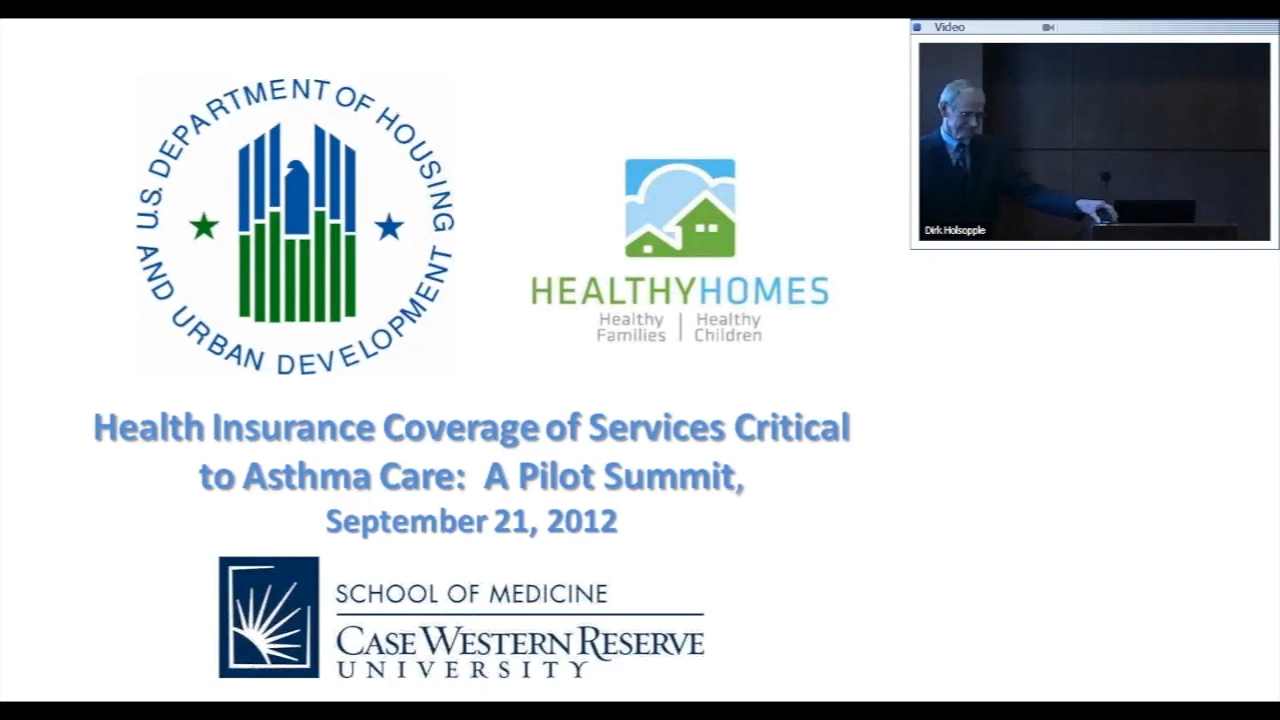 U.S. DEPARTMENT OF HOUSING
AND URBAN DEVELOPMENT
HEALTHYHOMES
Healthy Families | Healthy Children
Health Insurance Coverage of Services Critical
to Asthma Care: A Pilot Summit,
September 21, 2012
SCHOOL OF MEDICINE
CASE WESTERN RESERVE
UNIVERSITY
Video
Dirk Holsopple